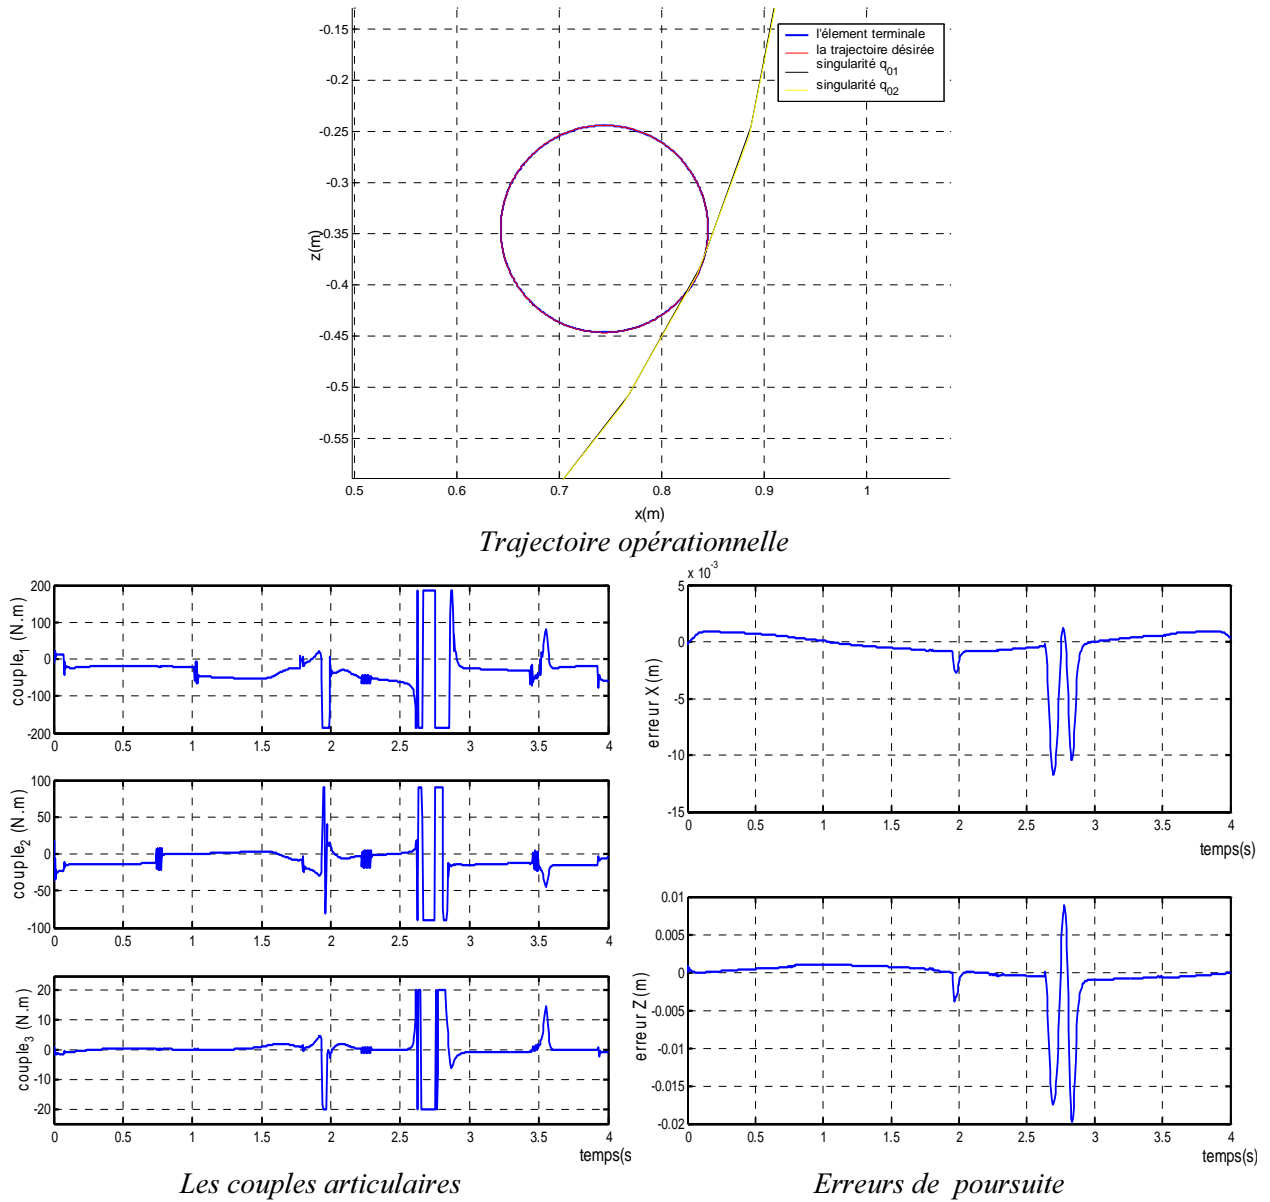 -0.15
-0.2
-0.25
-0.3
-0.35
-0.4
-0.45
-0.5
-0.55
z(m)
l'élement terminale
la trajectoire désirée
singularité q01
singularité q02
0.5 0.6 0.7 0.8 0.9 1
x(m)
Trajectoire opérationnelle
200
100
0
-100
-200
couple1 (N.m)
0 0.5 1 1.5 2 2.5 3 3.5 4
100
50
0
-50
-100
couple2 (N.m)
0 0.5 1 1.5 2 2.5 3 3.5 4
20
10
0
-10
-20
couple3 (N.m)
0 0.5 1 1.5 2 2.5 3 3.5 4
temps(s
Les couples articulaires
x 10-3
5
0
-5
-10
-15
erreur X (m)
0 0.5 1 1.5 2 2.5 3 3.5 4
temps(s)
0.01
0.005
0
-0.005
-0.01
-0.015
-0.02
erreur Z (m)
0 0.5 1 1.5 2 2.5 3 3.5 4
temps(s)
Erreurs de poursuite